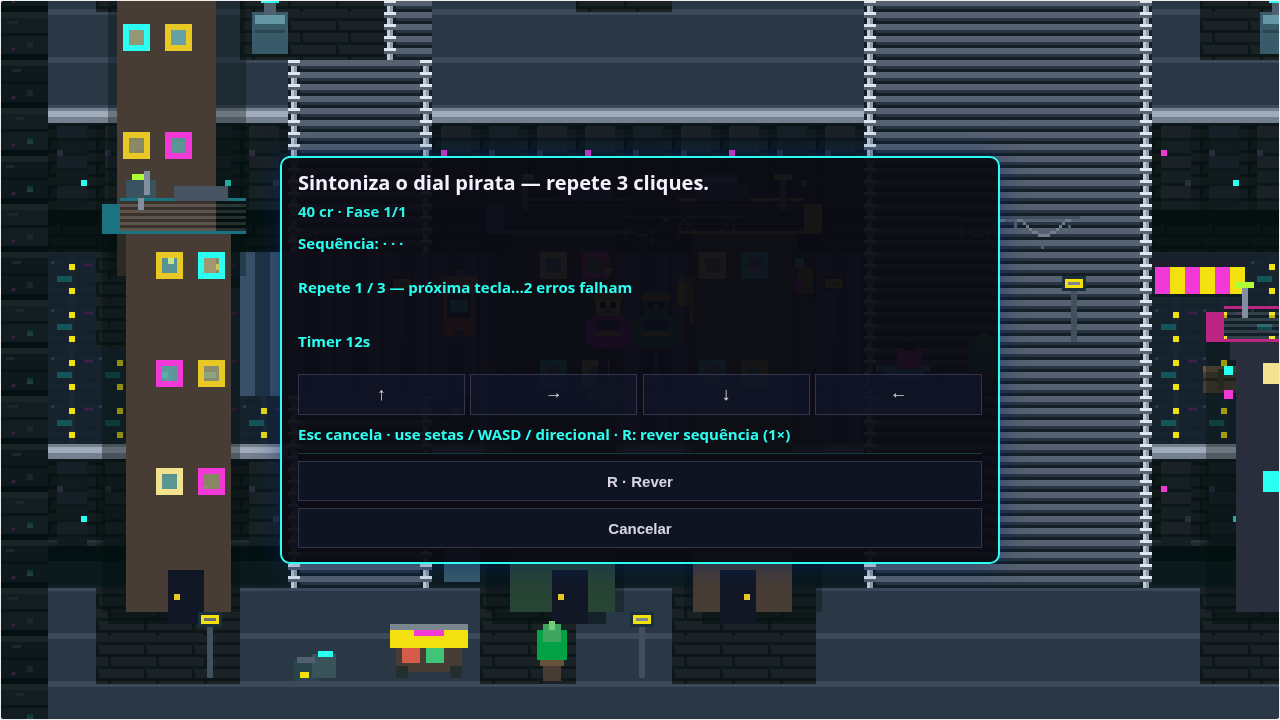 Sintoniza o dial pirata — repete 3 cliques.
40 cr · Fase 1/1
Sequência: · · ·
Repete 1 / 3 — próxima tecla...2 erros falham
Timer 12s
↑ → ↓ ←
Esc cancela · use setas / WASD / direcional · R: rever sequência (1×)
R · Rever
Cancelar